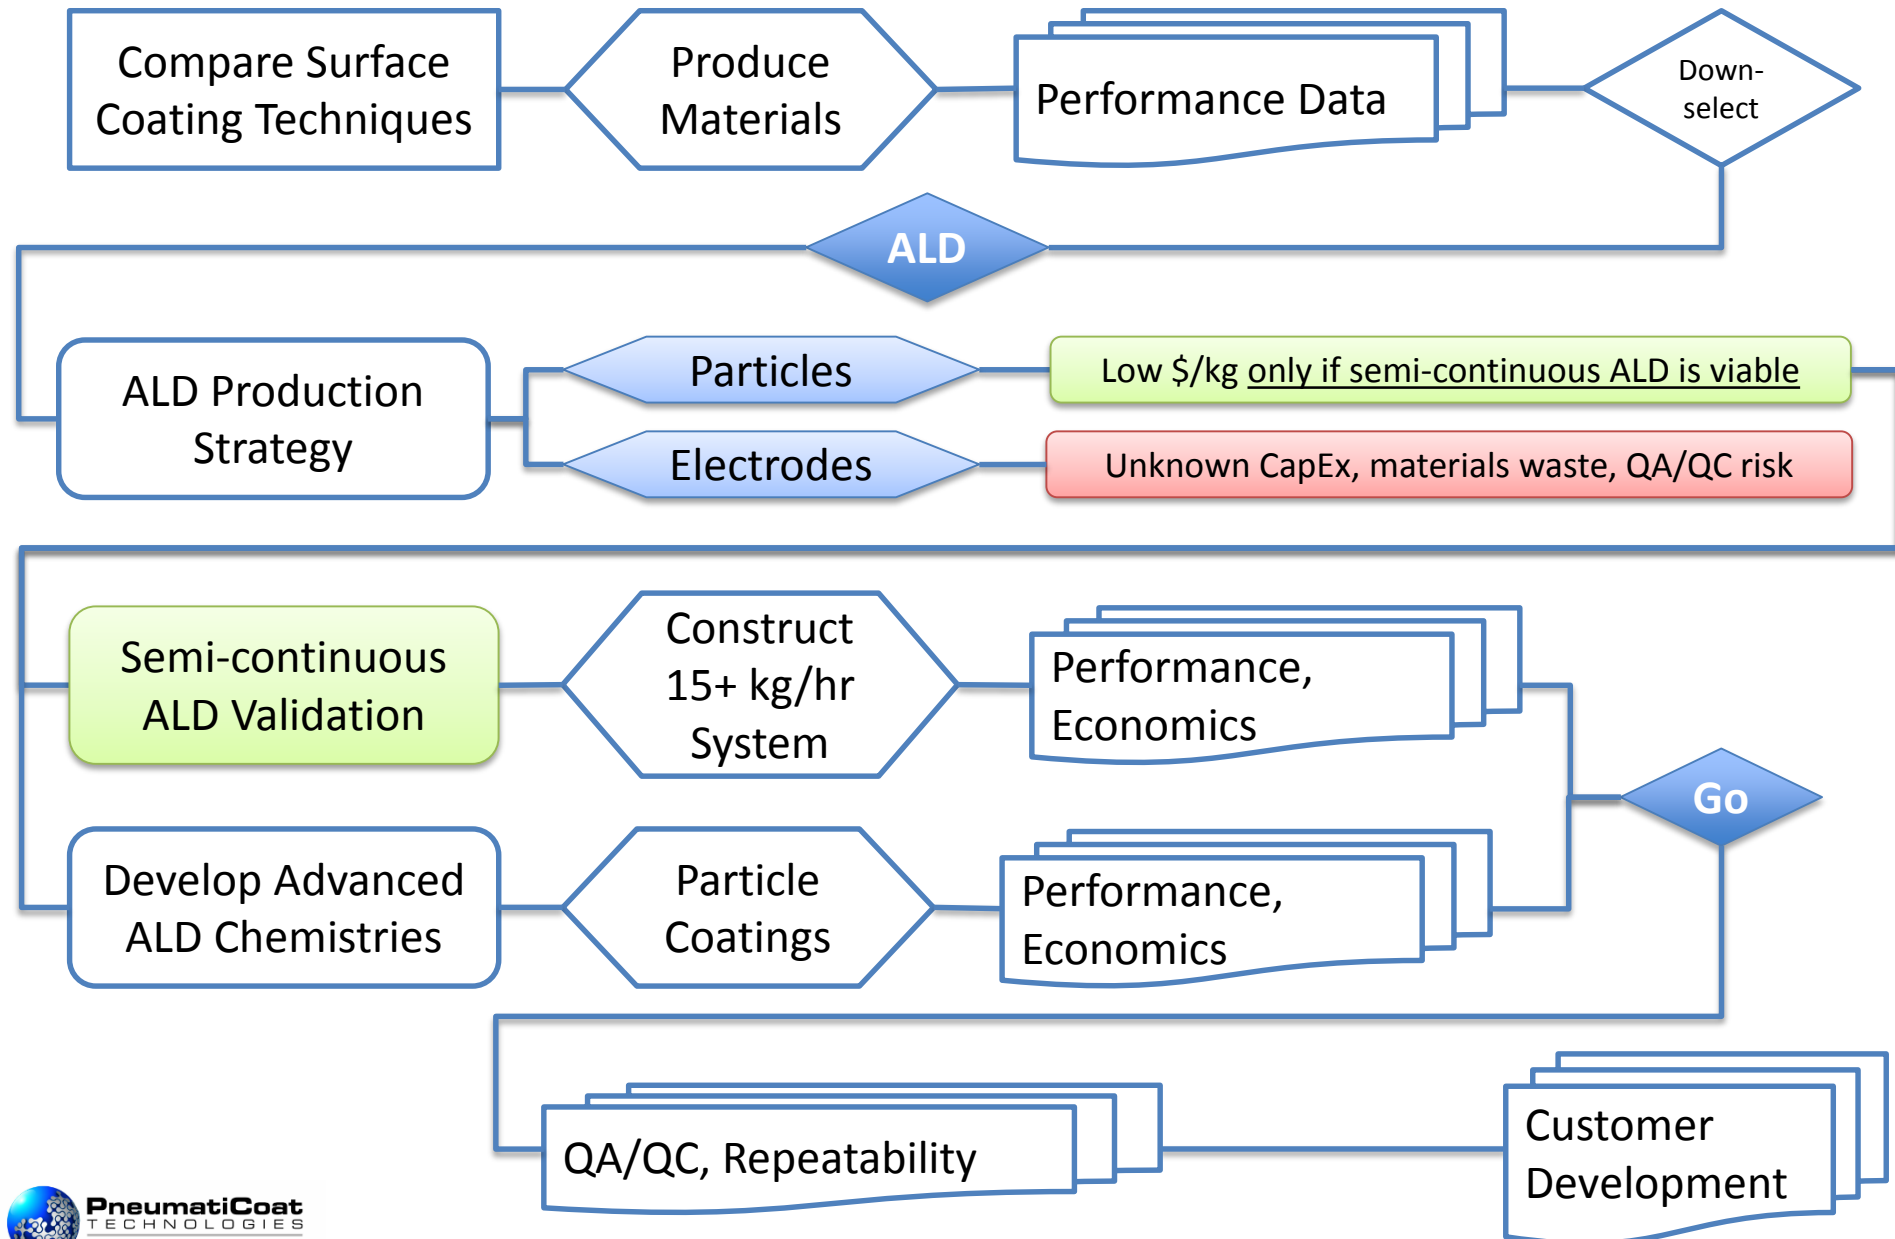 Compare Surface
Coating Techniques
Produce
Materials
Performance Data
Down-
select
ALD
ALD Production
Strategy
Particles
Low $/kg only if semi-continuous ALD is viable
Electrodes
Unknown CapEx, materials waste, QA/QC risk
Semi-continuous
ALD Validation
Construct
15+ kg/hr
System
Performance,
Economics
Go
Develop Advanced
ALD Chemistries
Particle
Coatings
Performance,
Economics
QA/QC, Repeatability
Customer
Development
PneumatiCoat
TECHNOLOGIES